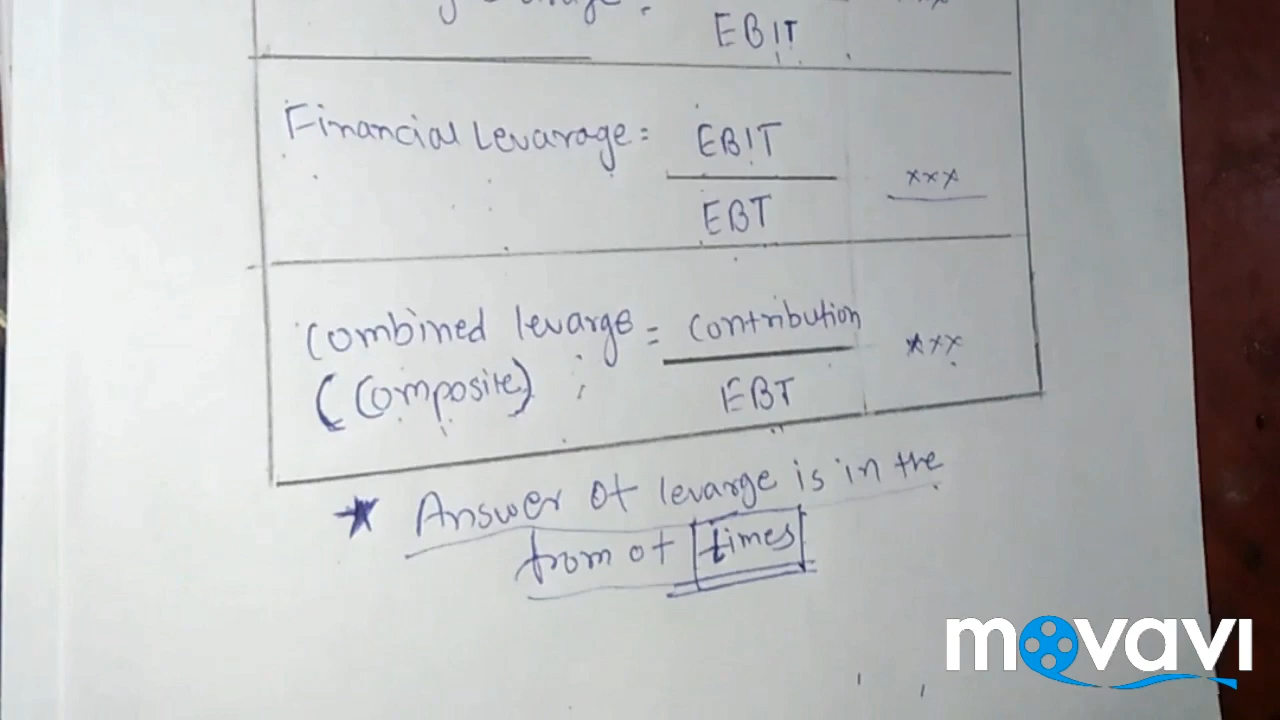 EBIT
Financial Levarage = EBIT xxx
EBT
Combined levarge = contribution xxx
(Composite) EBT
* Answer of levarge is in the
from of times
movavi